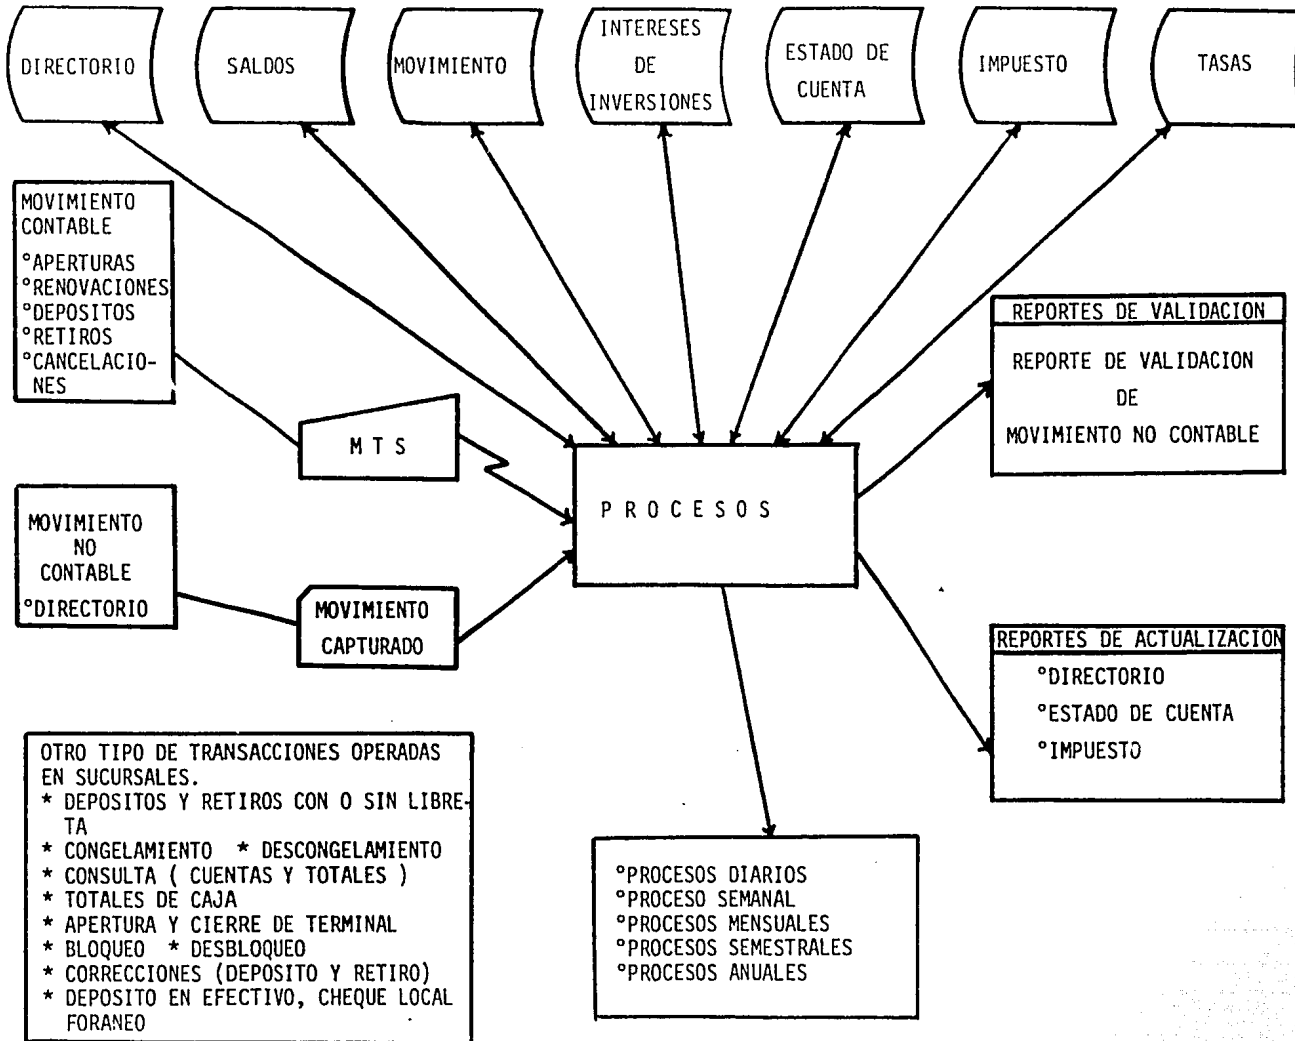 DIRECTORIO
SALDOS
MOVIMIENTO
INTERESES
DE
INVERSIONES
ESTADO DE
CUENTA
IMPUESTO
TASAS
MOVIMIENTO
CONTABLE
°APERTURAS
°RENOVACIONES
°DEPOSITOS
°RETIROS
°CANCELACIO-
NES
M T S
P R O C E S O S
REPORTES DE VALIDACION
REPORTE DE VALIDACION
DE
MOVIMIENTO NO CONTABLE
MOVIMIENTO
NO
CONTABLE
°DIRECTORIO
MOVIMIENTO
CAPTURADO
REPORTES DE ACTUALIZACION
°DIRECTORIO
°ESTADO DE CUENTA
°IMPUESTO
OTRO TIPO DE TRANSACCIONES OPERADAS
EN SUCURSALES.
* DEPOSITOS Y RETIROS CON O SIN LIBRE-
TA
* CONGELAMIENTO * DESCONGELAMIENTO
* CONSULTA ( CUENTAS Y TOTALES )
* TOTALES DE CAJA
* APERTURA Y CIERRE DE TERMINAL
* BLOQUEO * DESBLOQUEO
* CORRECCIONES (DEPOSITO Y RETIRO)
* DEPOSITO EN EFECTIVO, CHEQUE LOCAL
FORANEO
°PROCESOS DIARIOS
°PROCESO SEMANAL
°PROCESOS MENSUALES
°PROCESOS SEMESTRALES
°PROCESOS ANUALES